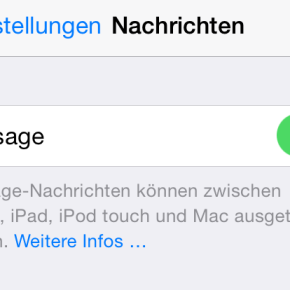 stellungen Nachrichten
sage
ge-Nachrichten können zwischen
, iPad, iPod touch und Mac ausget
. Weitere Infos …